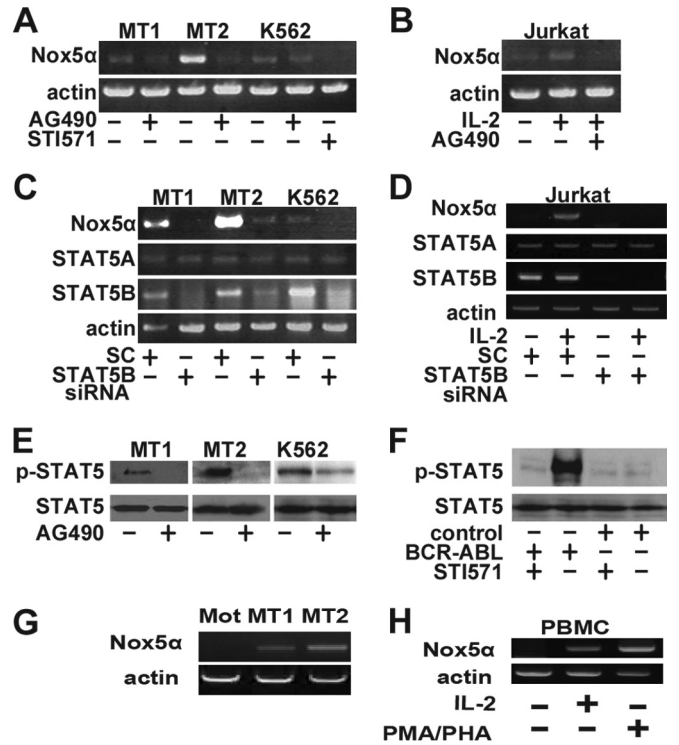 A
MT1 MT2 K562
Nox5α
actin
AG490 − + − + − + −
STI571 − − − − − − +
B
Jurkat
Nox5α
actin
IL-2 − + +
AG490 − − +
C
MT1 MT2 K562
Nox5α
STAT5A
STAT5B
actin
SC + − + − + −
STAT5B − + − + − +
siRNA
D
Jurkat
Nox5α
STAT5A
STAT5B
actin
IL-2 − + − +
SC + + − −
STAT5B − − + +
siRNA
E
MT1 MT2 K562
p-STAT5
STAT5
AG490 − + − + − +
F
p-STAT5
STAT5
control − − + +
BCR-ABL + + − −
STI571 + − + −
G
Mot MT1 MT2
Nox5α
actin
H
PBMC
Nox5α
actin
IL-2 − + −
PMA/PHA − − +